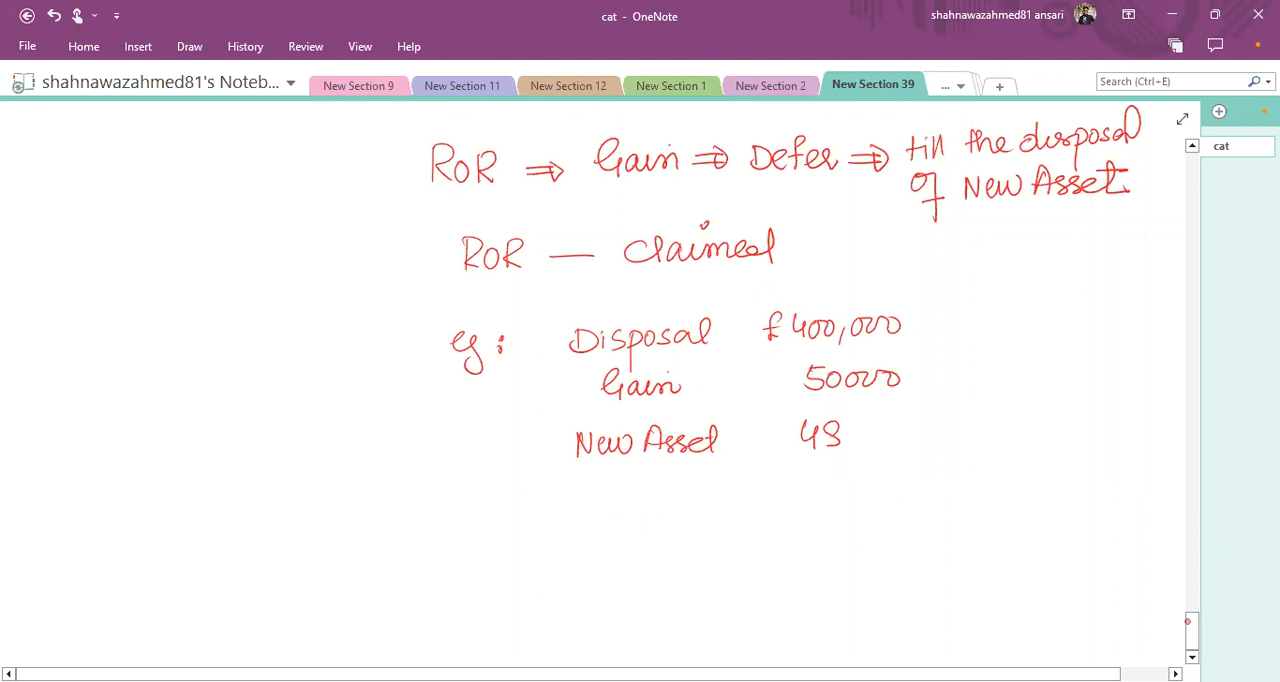 cat - OneNote
shahnawazahmed81 ansari
File Home Insert Draw History Review View Help
shahnawazahmed81's Noteb... New Section 9 New Section 11 New Section 12 New Section 1 New Section 2 New Section 39 ... + Search (Ctrl+E)
cat
RoR ⇒ Gain ⇒ Defer ⇒ till the disposal
of New Asset.
RoR — Claimed
eg: Disposal £400,000
Gain 50000
New Asset 48